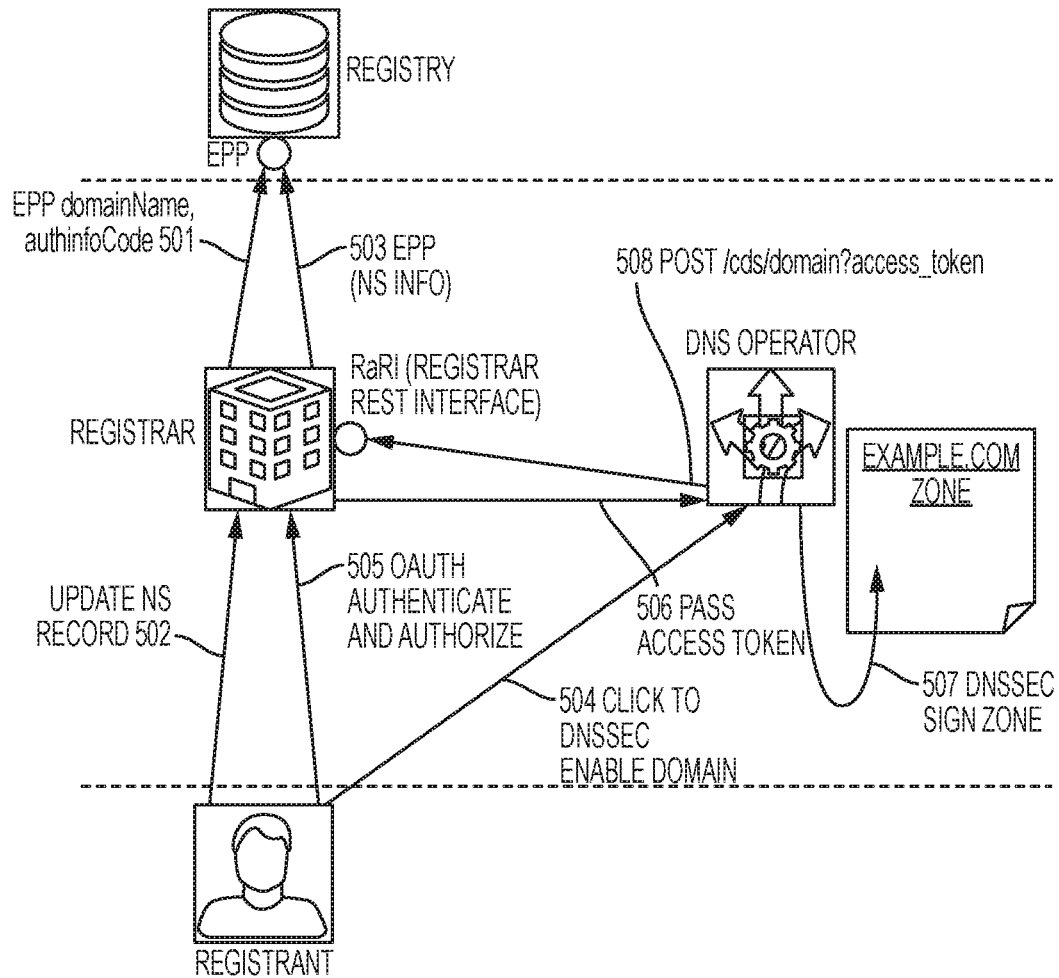 REGISTRY
EPP
EPP domainName,
authinfoCode 501
503 EPP
(NS INFO)
508 POST /cds/domain?access_token
DNS OPERATOR
RaRI (REGISTRAR
REST INTERFACE)
REGISTRAR
EXAMPLE.COM
ZONE
505 OAUTH
AUTHENTICATE
AND AUTHORIZE
UPDATE NS
RECORD 502
506 PASS
ACCESS TOKEN
507 DNSSEC
SIGN ZONE
504 CLICK TO
DNSSEC
ENABLE DOMAIN
REGISTRANT